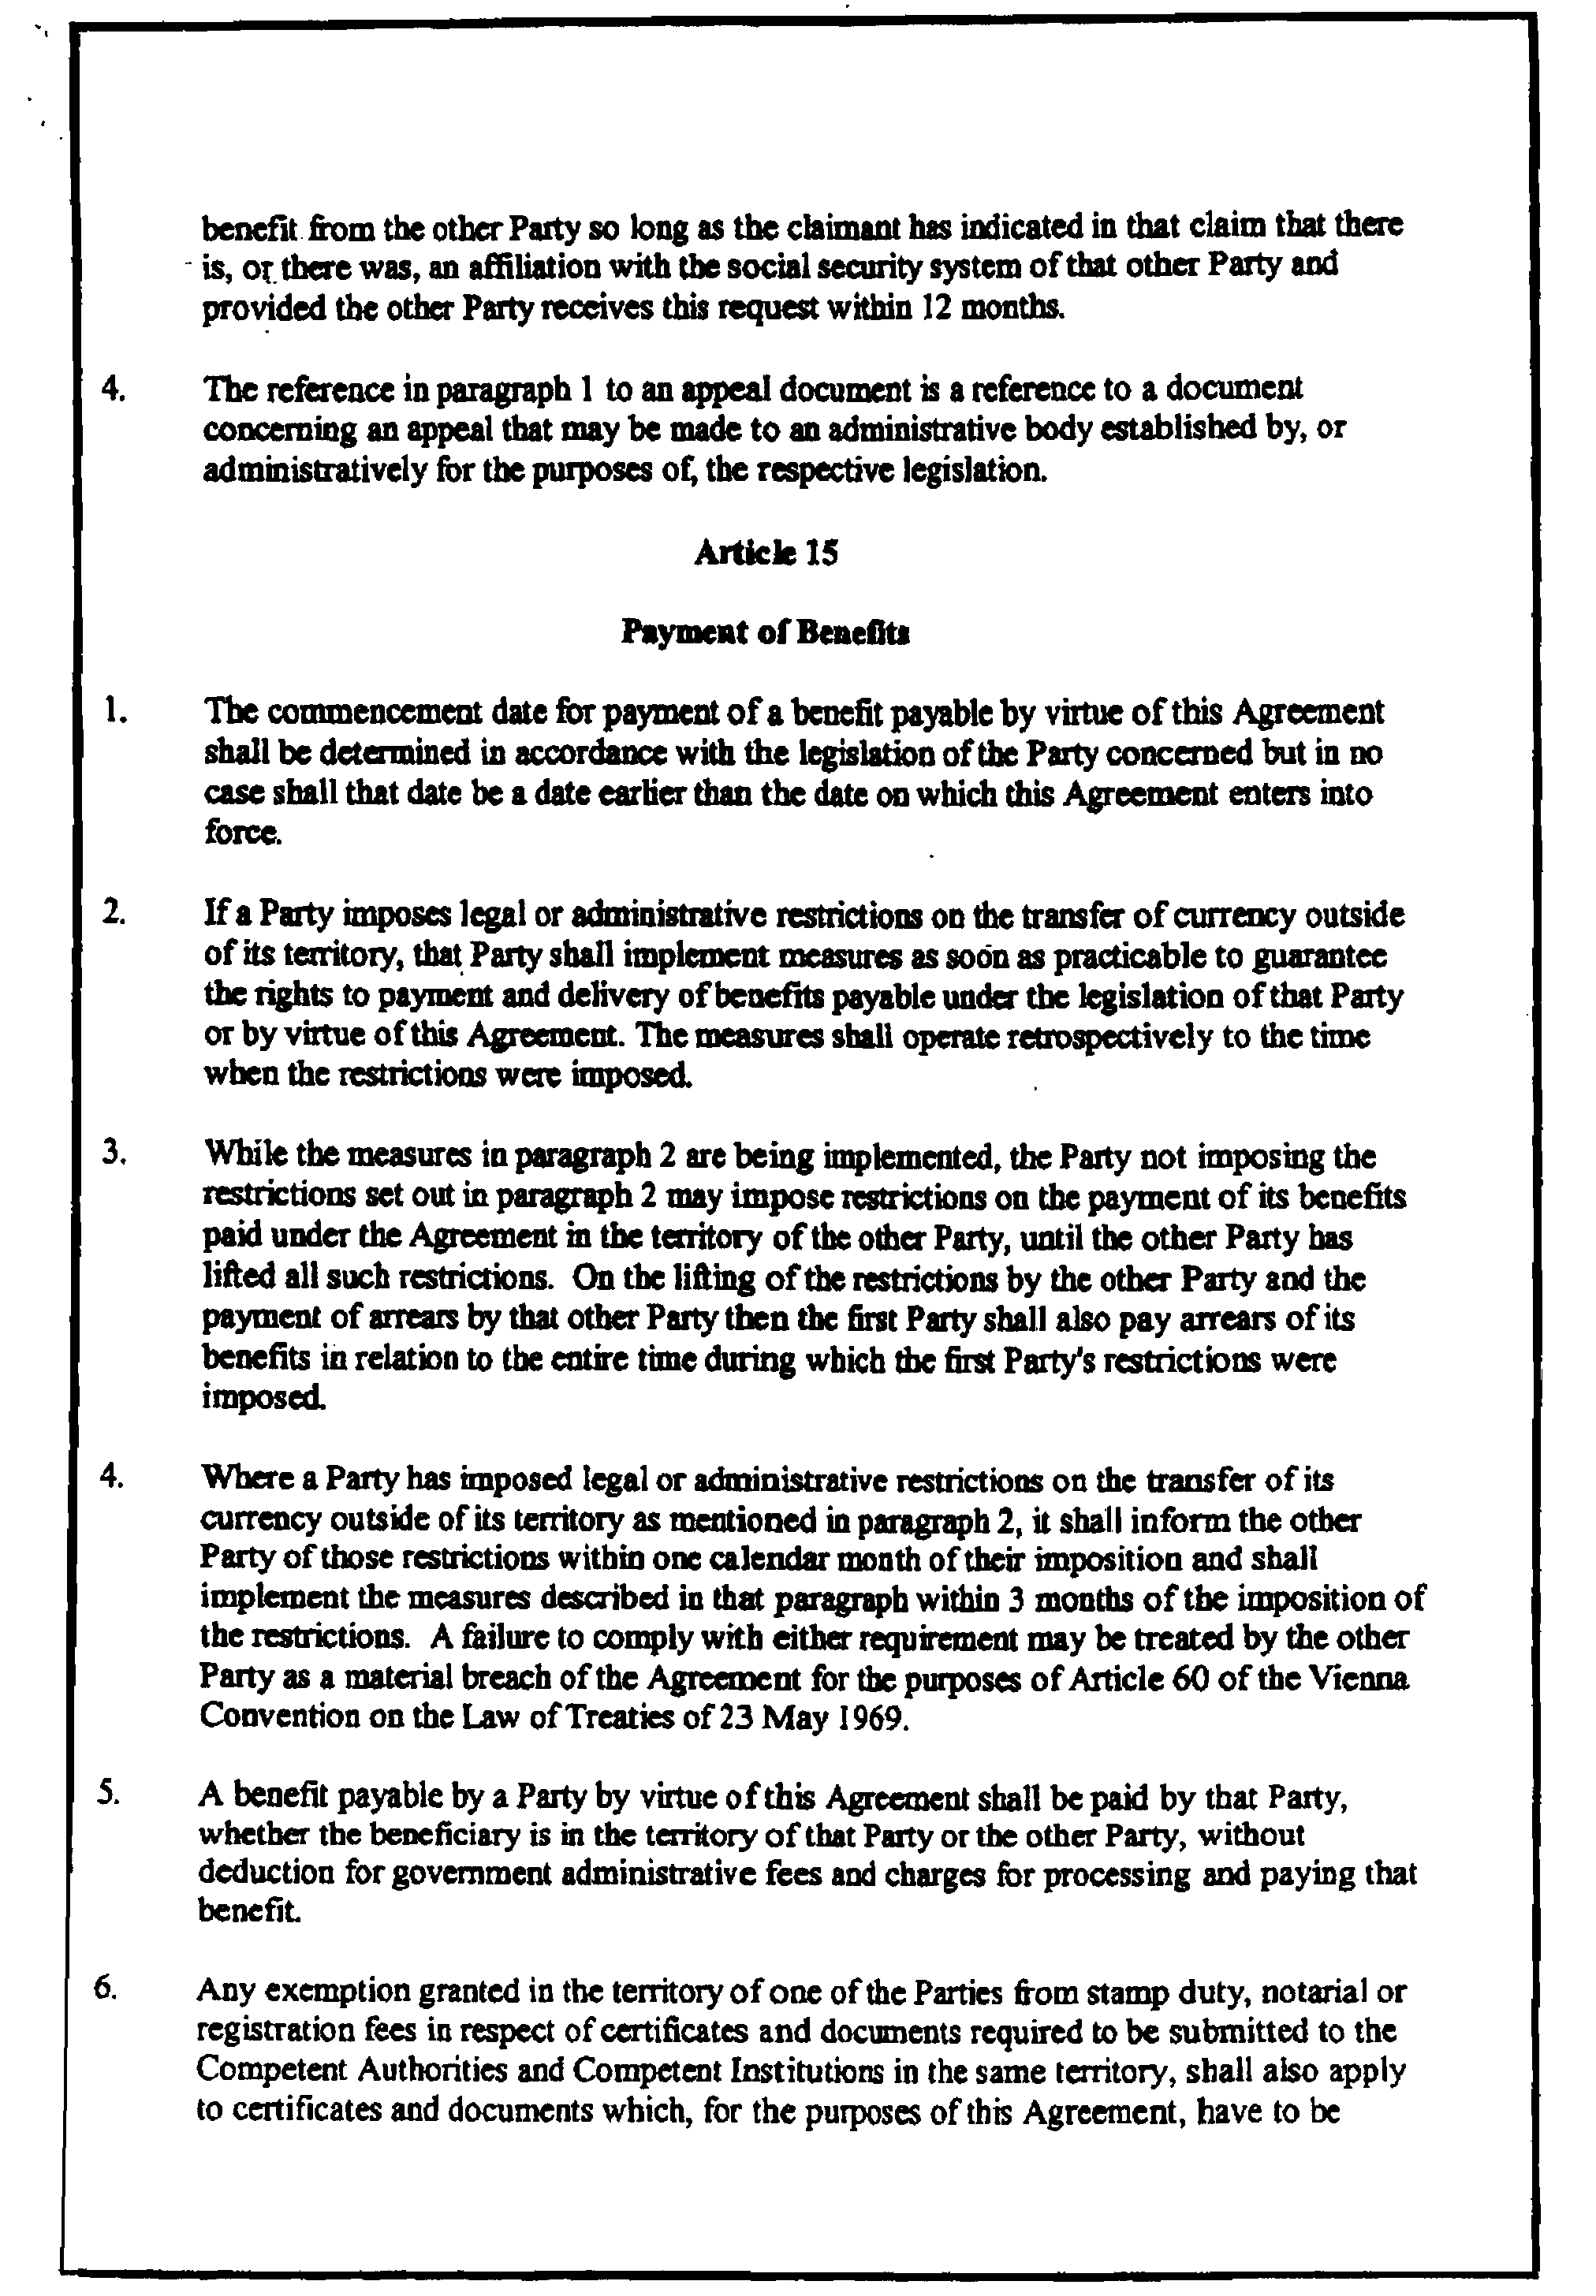 benefit from the other Party so long as the claimant has indicated in that claim that there
is, or there was, an affiliation with the social security system of that other Party and
provided the other Party receives this request within 12 months.
4. The reference in paragraph 1 to an appeal document is a reference to a document
concerning an appeal that may be made to an administrative body established by, or
administratively for the purposes of, the respective legislation.
Article 15
Payment of Benefits
1. The commencement date for payment of a benefit payable by virtue of this Agreement
shall be determined in accordance with the legislation of the Party concerned but in no
case shall that date be a date earlier than the date on which this Agreement enters into
force.
2. If a Party imposes legal or administrative restrictions on the transfer of currency outside
of its territory, that Party shall implement measures as soon as practicable to guarantee
the rights to payment and delivery of benefits payable under the legislation of that Party
or by virtue of this Agreement. The measures shall operate retrospectively to the time
when the restrictions were imposed.
3. While the measures in paragraph 2 are being implemented, the Party not imposing the
restrictions set out in paragraph 2 may impose restrictions on the payment of its benefits
paid under the Agreement in the territory of the other Party, until the other Party has
lifted all such restrictions. On the lifting of the restrictions by the other Party and the
payment of arrears by that other Party then the first Party shall also pay arrears of its
benefits in relation to the entire time during which the first Party's restrictions were
imposed.
4. Where a Party has imposed legal or administrative restrictions on the transfer of its
currency outside of its territory as mentioned in paragraph 2, it shall inform the other
Party of those restrictions within one calendar month of their imposition and shall
implement the measures described in that paragraph within 3 months of the imposition of
the restrictions. A failure to comply with either requirement may be treated by the other
Party as a material breach of the Agreement for the purposes of Article 60 of the Vienna
Convention on the Law of Treaties of 23 May 1969.
5. A benefit payable by a Party by virtue of this Agreement shall be paid by that Party,
whether the beneficiary is in the territory of that Party or the other Party, without
deduction for government administrative fees and charges for processing and paying that
benefit.
6. Any exemption granted in the territory of one of the Parties from stamp duty, notarial or
registration fees in respect of certificates and documents required to be submitted to the
Competent Authorities and Competent Institutions in the same territory, shall also apply
to certificates and documents which, for the purposes of this Agreement, have to be